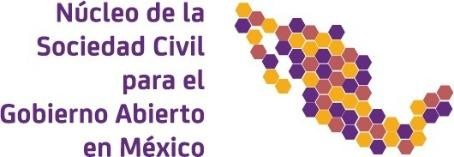 Núcleo de la
Sociedad Civil
para el
Gobierno Abierto
en México